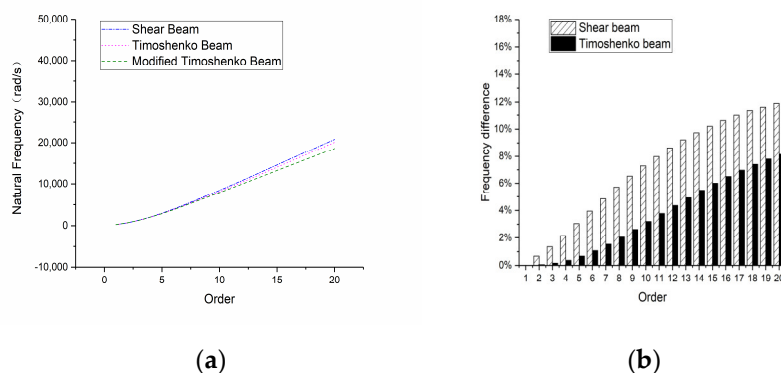 50,000
40,000
30,000
20,000
10,000
0
-10,000
Natural Frequency (rad/s)
Shear Beam
Timoshenko Beam
Modified Timoshenko Beam
0 5 10 15 20
Order
(a)
18%
16%
14%
12%
10%
8%
6%
4%
2%
0%
Frequency difference
Shear beam
Timoshenko beam
1 2 3 4 5 6 7 8 9 10 11 12 13 14 15 16 17 18 19 20
Order
(b)